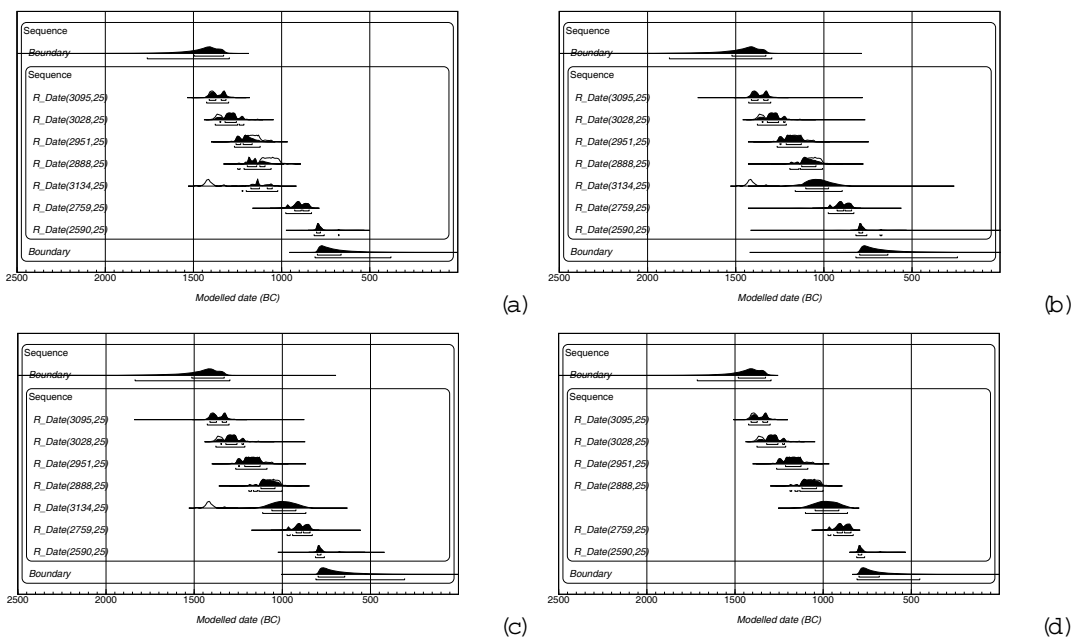 Sequence
Boundary
Sequence
R_Date(3095,25)
R_Date(3028,25)
R_Date(2951,25)
R_Date(2888,25)
R_Date(3134,25)
R_Date(2759,25)
R_Date(2590,25)
Boundary
2500 2000 1500 1000 500
Modelled date (BC)
(a)
Sequence
Boundary
Sequence
R_Date(3095,25)
R_Date(3028,25)
R_Date(2951,25)
R_Date(2888,25)
R_Date(3134,25)
R_Date(2759,25)
R_Date(2590,25)
Boundary
2500 2000 1500 1000 500
Modelled date (BC)
(b)
Sequence
Boundary
Sequence
R_Date(3095,25)
R_Date(3028,25)
R_Date(2951,25)
R_Date(2888,25)
R_Date(3134,25)
R_Date(2759,25)
R_Date(2590,25)
Boundary
2500 2000 1500 1000 500
Modelled date (BC)
(c)
Sequence
Boundary
Sequence
R_Date(3095,25)
R_Date(3028,25)
R_Date(2951,25)
R_Date(2888,25)
R_Date(2759,25)
R_Date(2590,25)
Boundary
2500 2000 1500 1000 500
Modelled date (BC)
(d)